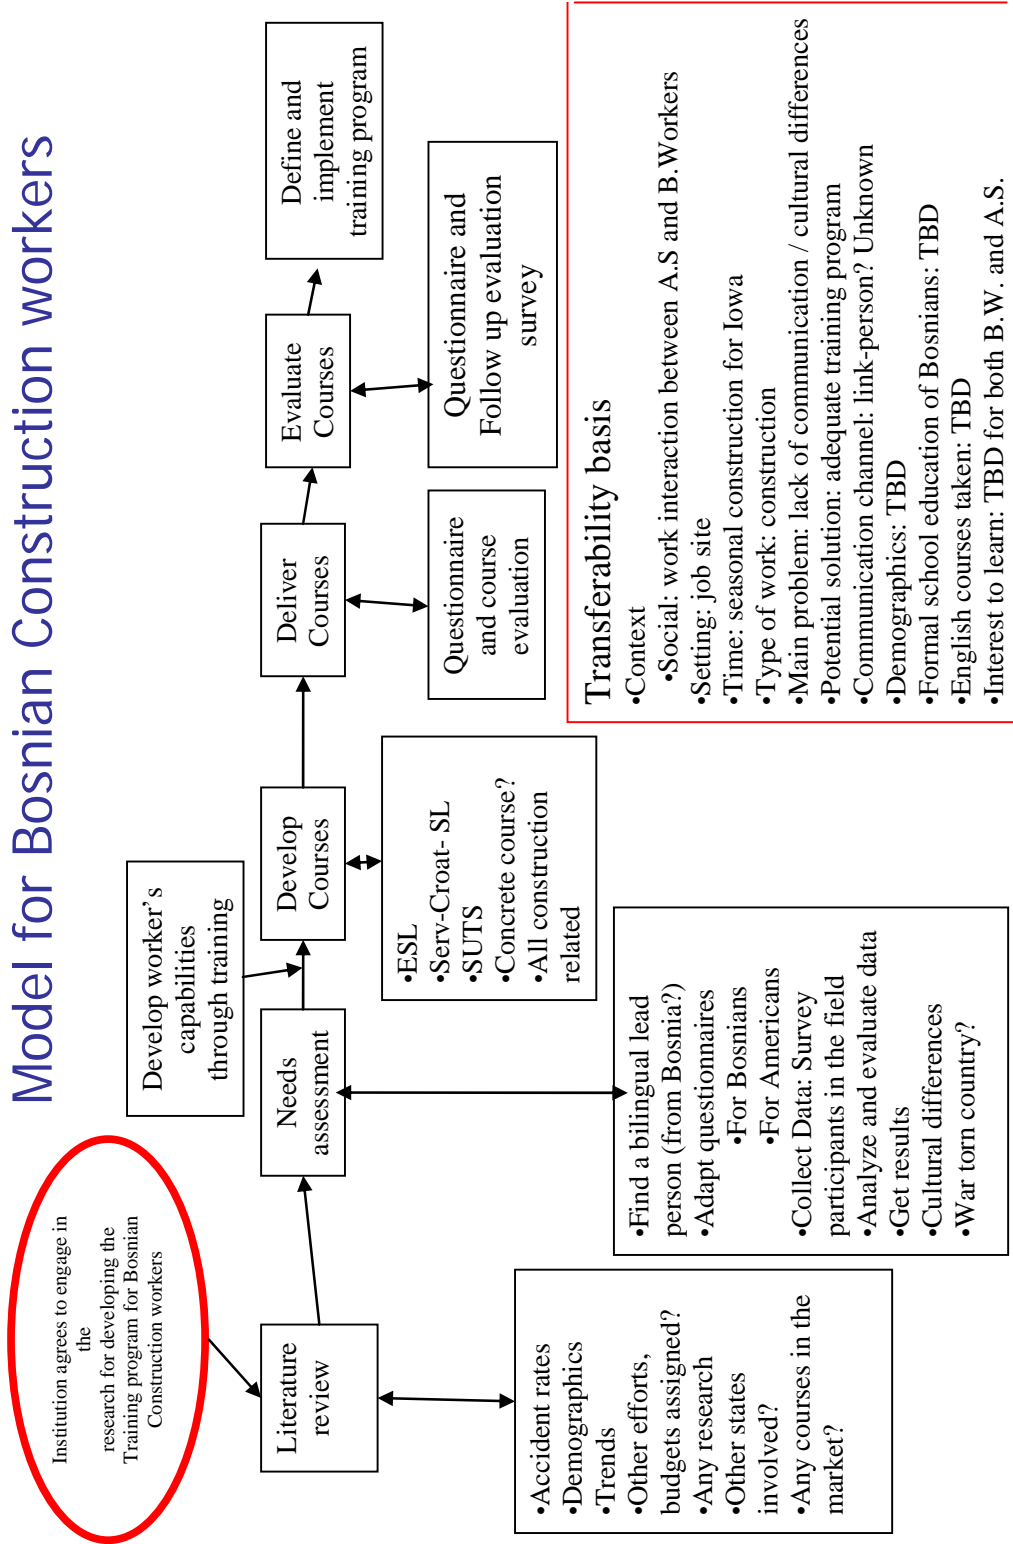 Model for Bosnian Construction workers
Institution agrees to engage in
the
research for developing the
Training program for Bosnian
Construction workers
Develop worker's
capabilities
through training
Literature
review
Needs
assessment
Develop
Courses
Deliver
Courses
Evaluate
Courses
Define and
implement
training program
•Accident rates
•Demographics
•Trends
•Other efforts,
budgets assigned?
•Any research
•Other states
involved?
•Any courses in the
market?
•Find a bilingual lead
person (from Bosnia?)
•Adapt questionnaires
•For Bosnians
•For Americans
•Collect Data: Survey
participants in the field
•Analyze and evaluate data
•Get results
•Cultural differences
•War torn country?
•ESL
•Serv-Croat- SL
•SUTS
•Concrete course?
•All construction
related
Questionnaire
and course
evaluation
Questionnaire and
Follow up evaluation
survey
Transferability basis
•Context
•Social: work interaction between A.S and B.Workers
•Setting: job site
•Time: seasonal construction for Iowa
•Type of work: construction
•Main problem: lack of communication / cultural differences
•Potential solution: adequate training program
•Communication channel: link-person? Unknown
•Demographics: TBD
•Formal school education of Bosnians: TBD
•English courses taken: TBD
•Interest to learn: TBD for both B.W. and A.S.